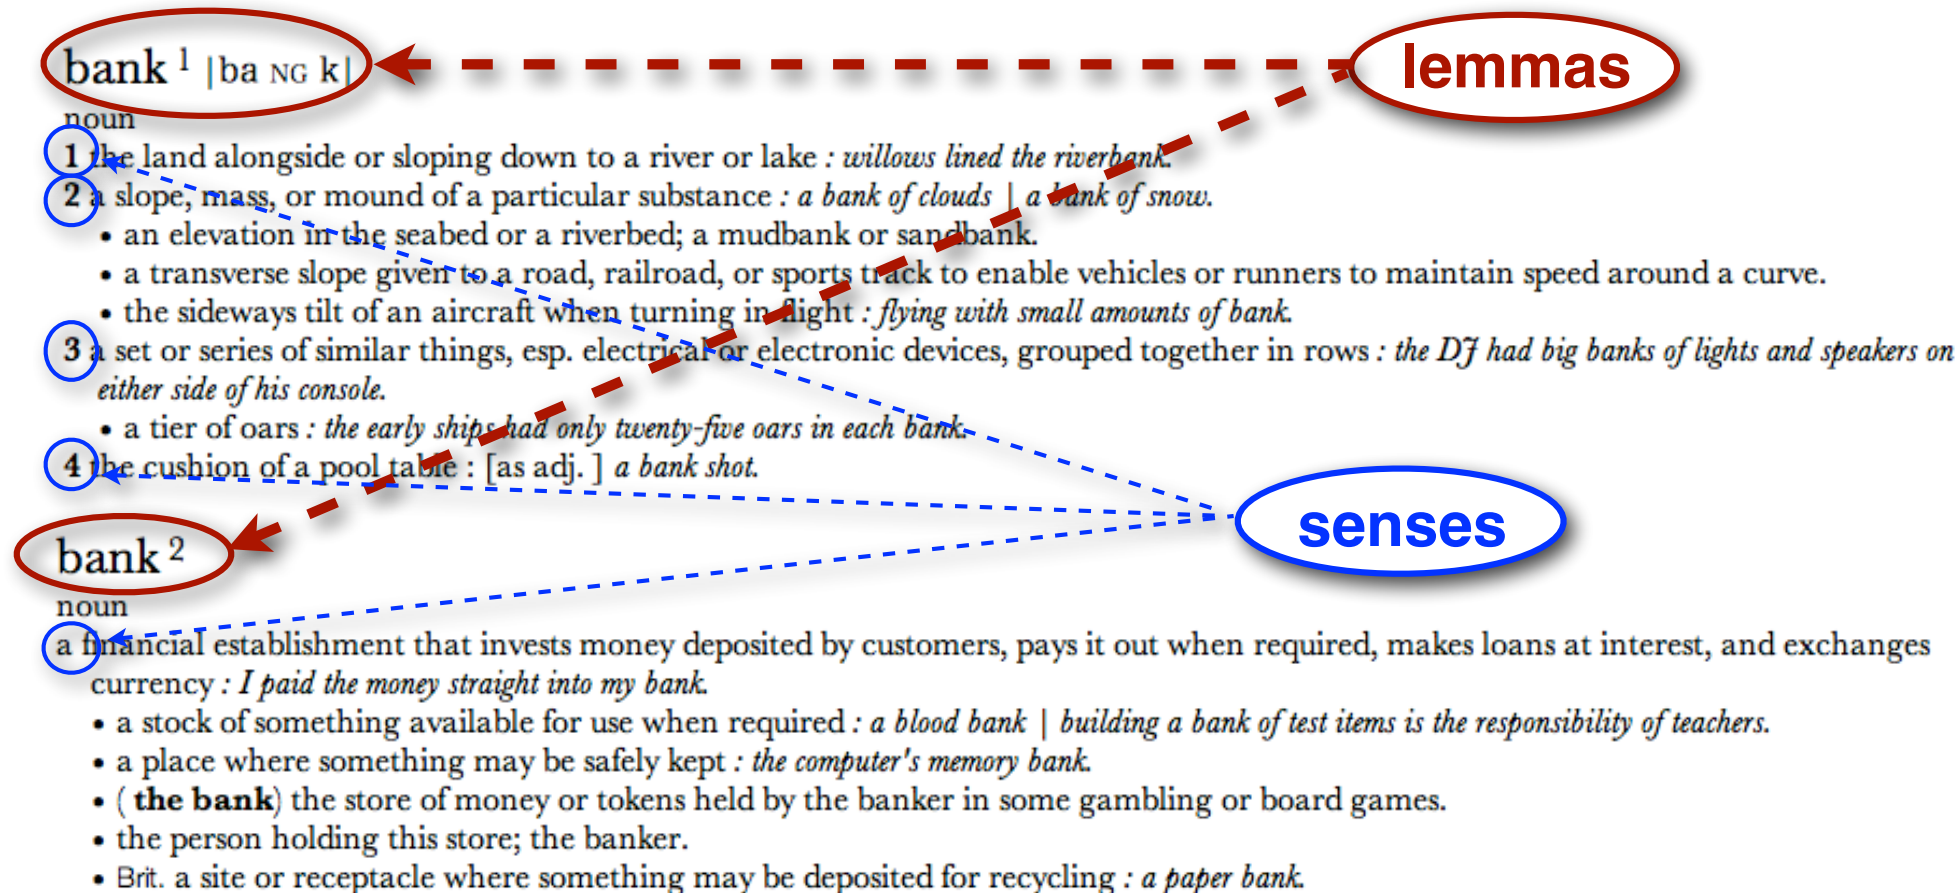 bank 1 |ba NG k|
lemmas
noun
1 the land alongside or sloping down to a river or lake : willows lined the riverbank.
2 a slope, mass, or mound of a particular substance : a bank of clouds | a bank of snow.
• an elevation in the seabed or a riverbed; a mudbank or sandbank.
• a transverse slope given to a road, railroad, or sports track to enable vehicles or runners to maintain speed around a curve.
• the sideways tilt of an aircraft when turning in flight : flying with small amounts of bank.
3 a set or series of similar things, esp. electrical or electronic devices, grouped together in rows : the DJ had big banks of lights and speakers on
either side of his console.
• a tier of oars : the early ships had only twenty-five oars in each bank.
4 the cushion of a pool table : [as adj. ] a bank shot.
senses
bank 2
noun
a financial establishment that invests money deposited by customers, pays it out when required, makes loans at interest, and exchanges
currency : I paid the money straight into my bank.
• a stock of something available for use when required : a blood bank | building a bank of test items is the responsibility of teachers.
• a place where something may be safely kept : the computer's memory bank.
• ( the bank) the store of money or tokens held by the banker in some gambling or board games.
• the person holding this store; the banker.
• Brit. a site or receptacle where something may be deposited for recycling : a paper bank.